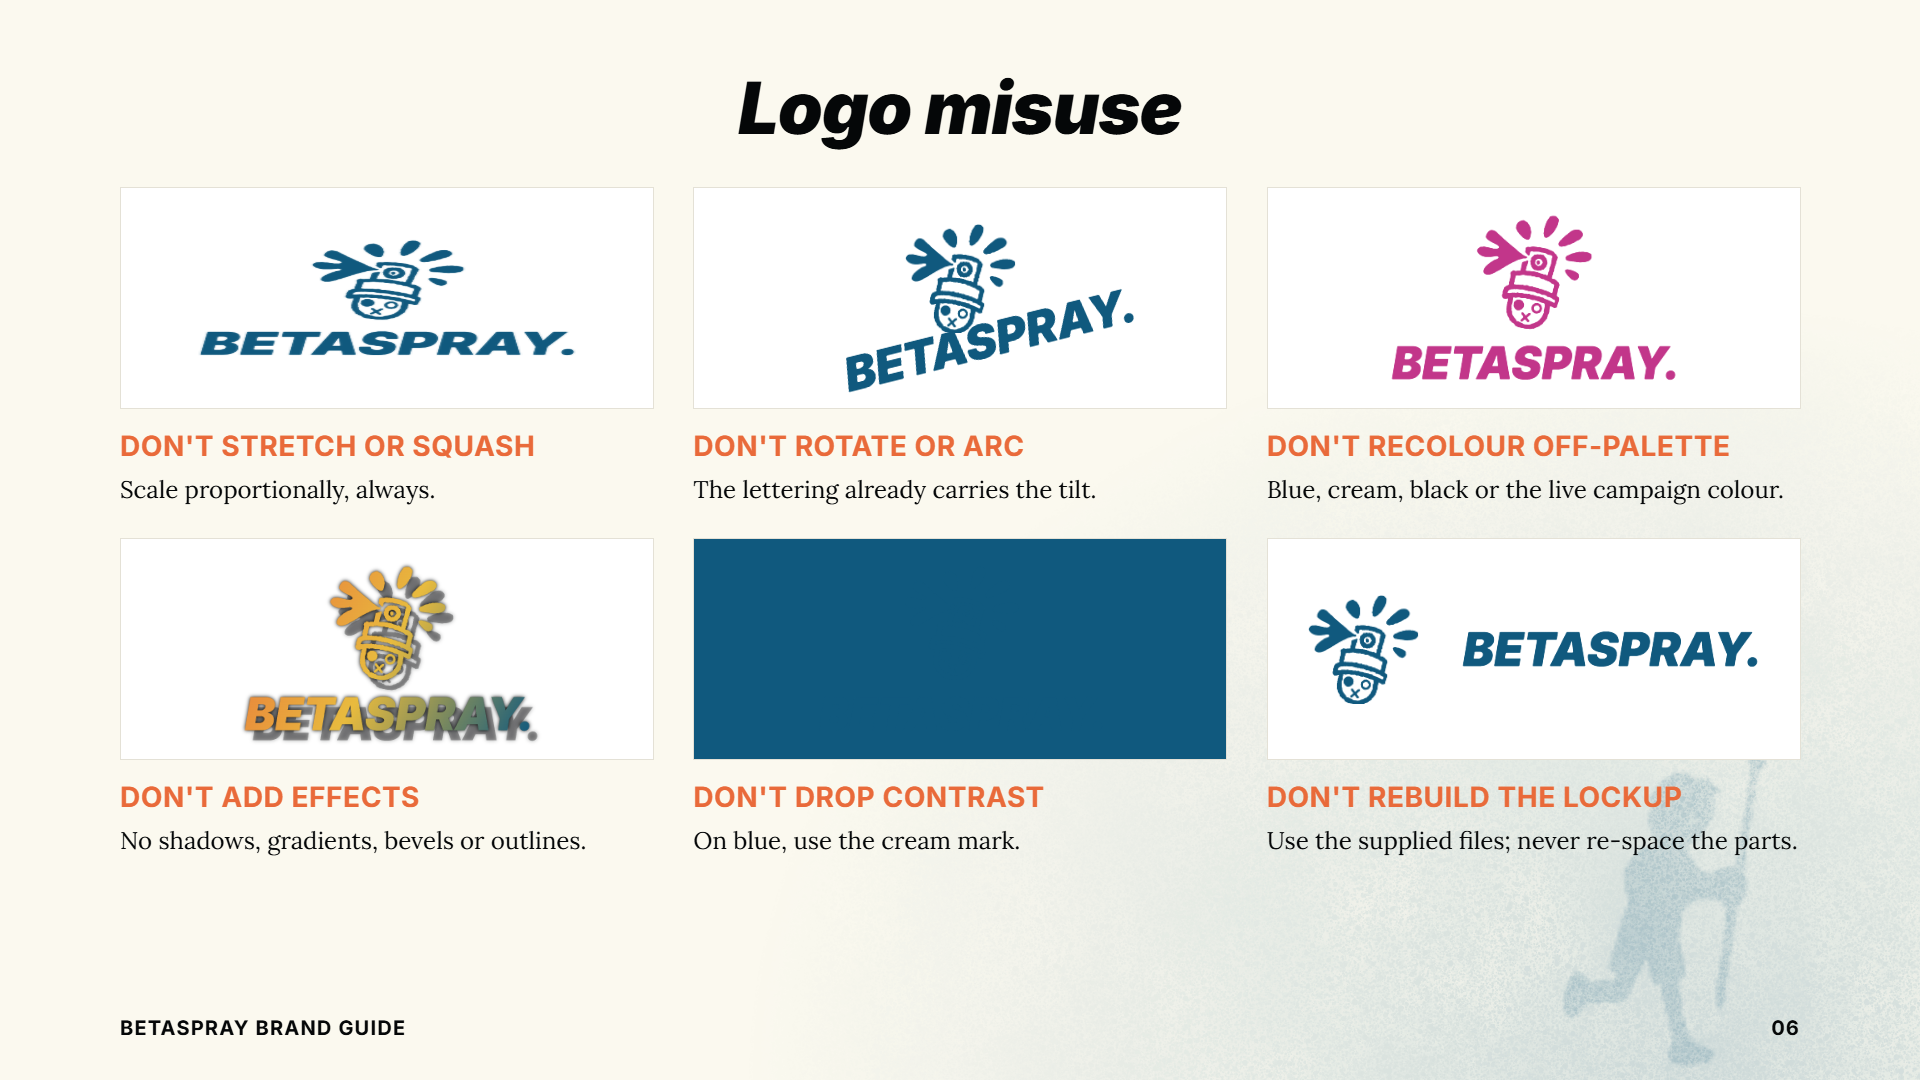 Logo misuse
BETASPRAY.
BETASPRAY.
BETASPRAY.
DON'T STRETCH OR SQUASH
DON'T ROTATE OR ARC
DON'T RECOLOUR OFF-PALETTE
Scale proportionally, always.
The lettering already carries the tilt.
Blue, cream, black or the live campaign colour.
BETASPRAY.
BETASPRAY.
DON'T ADD EFFECTS
DON'T DROP CONTRAST
DON'T REBUILD THE LOCKUP
No shadows, gradients, bevels or outlines.
On blue, use the cream mark.
Use the supplied files; never re-space the parts.
BETASPRAY BRAND GUIDE
06